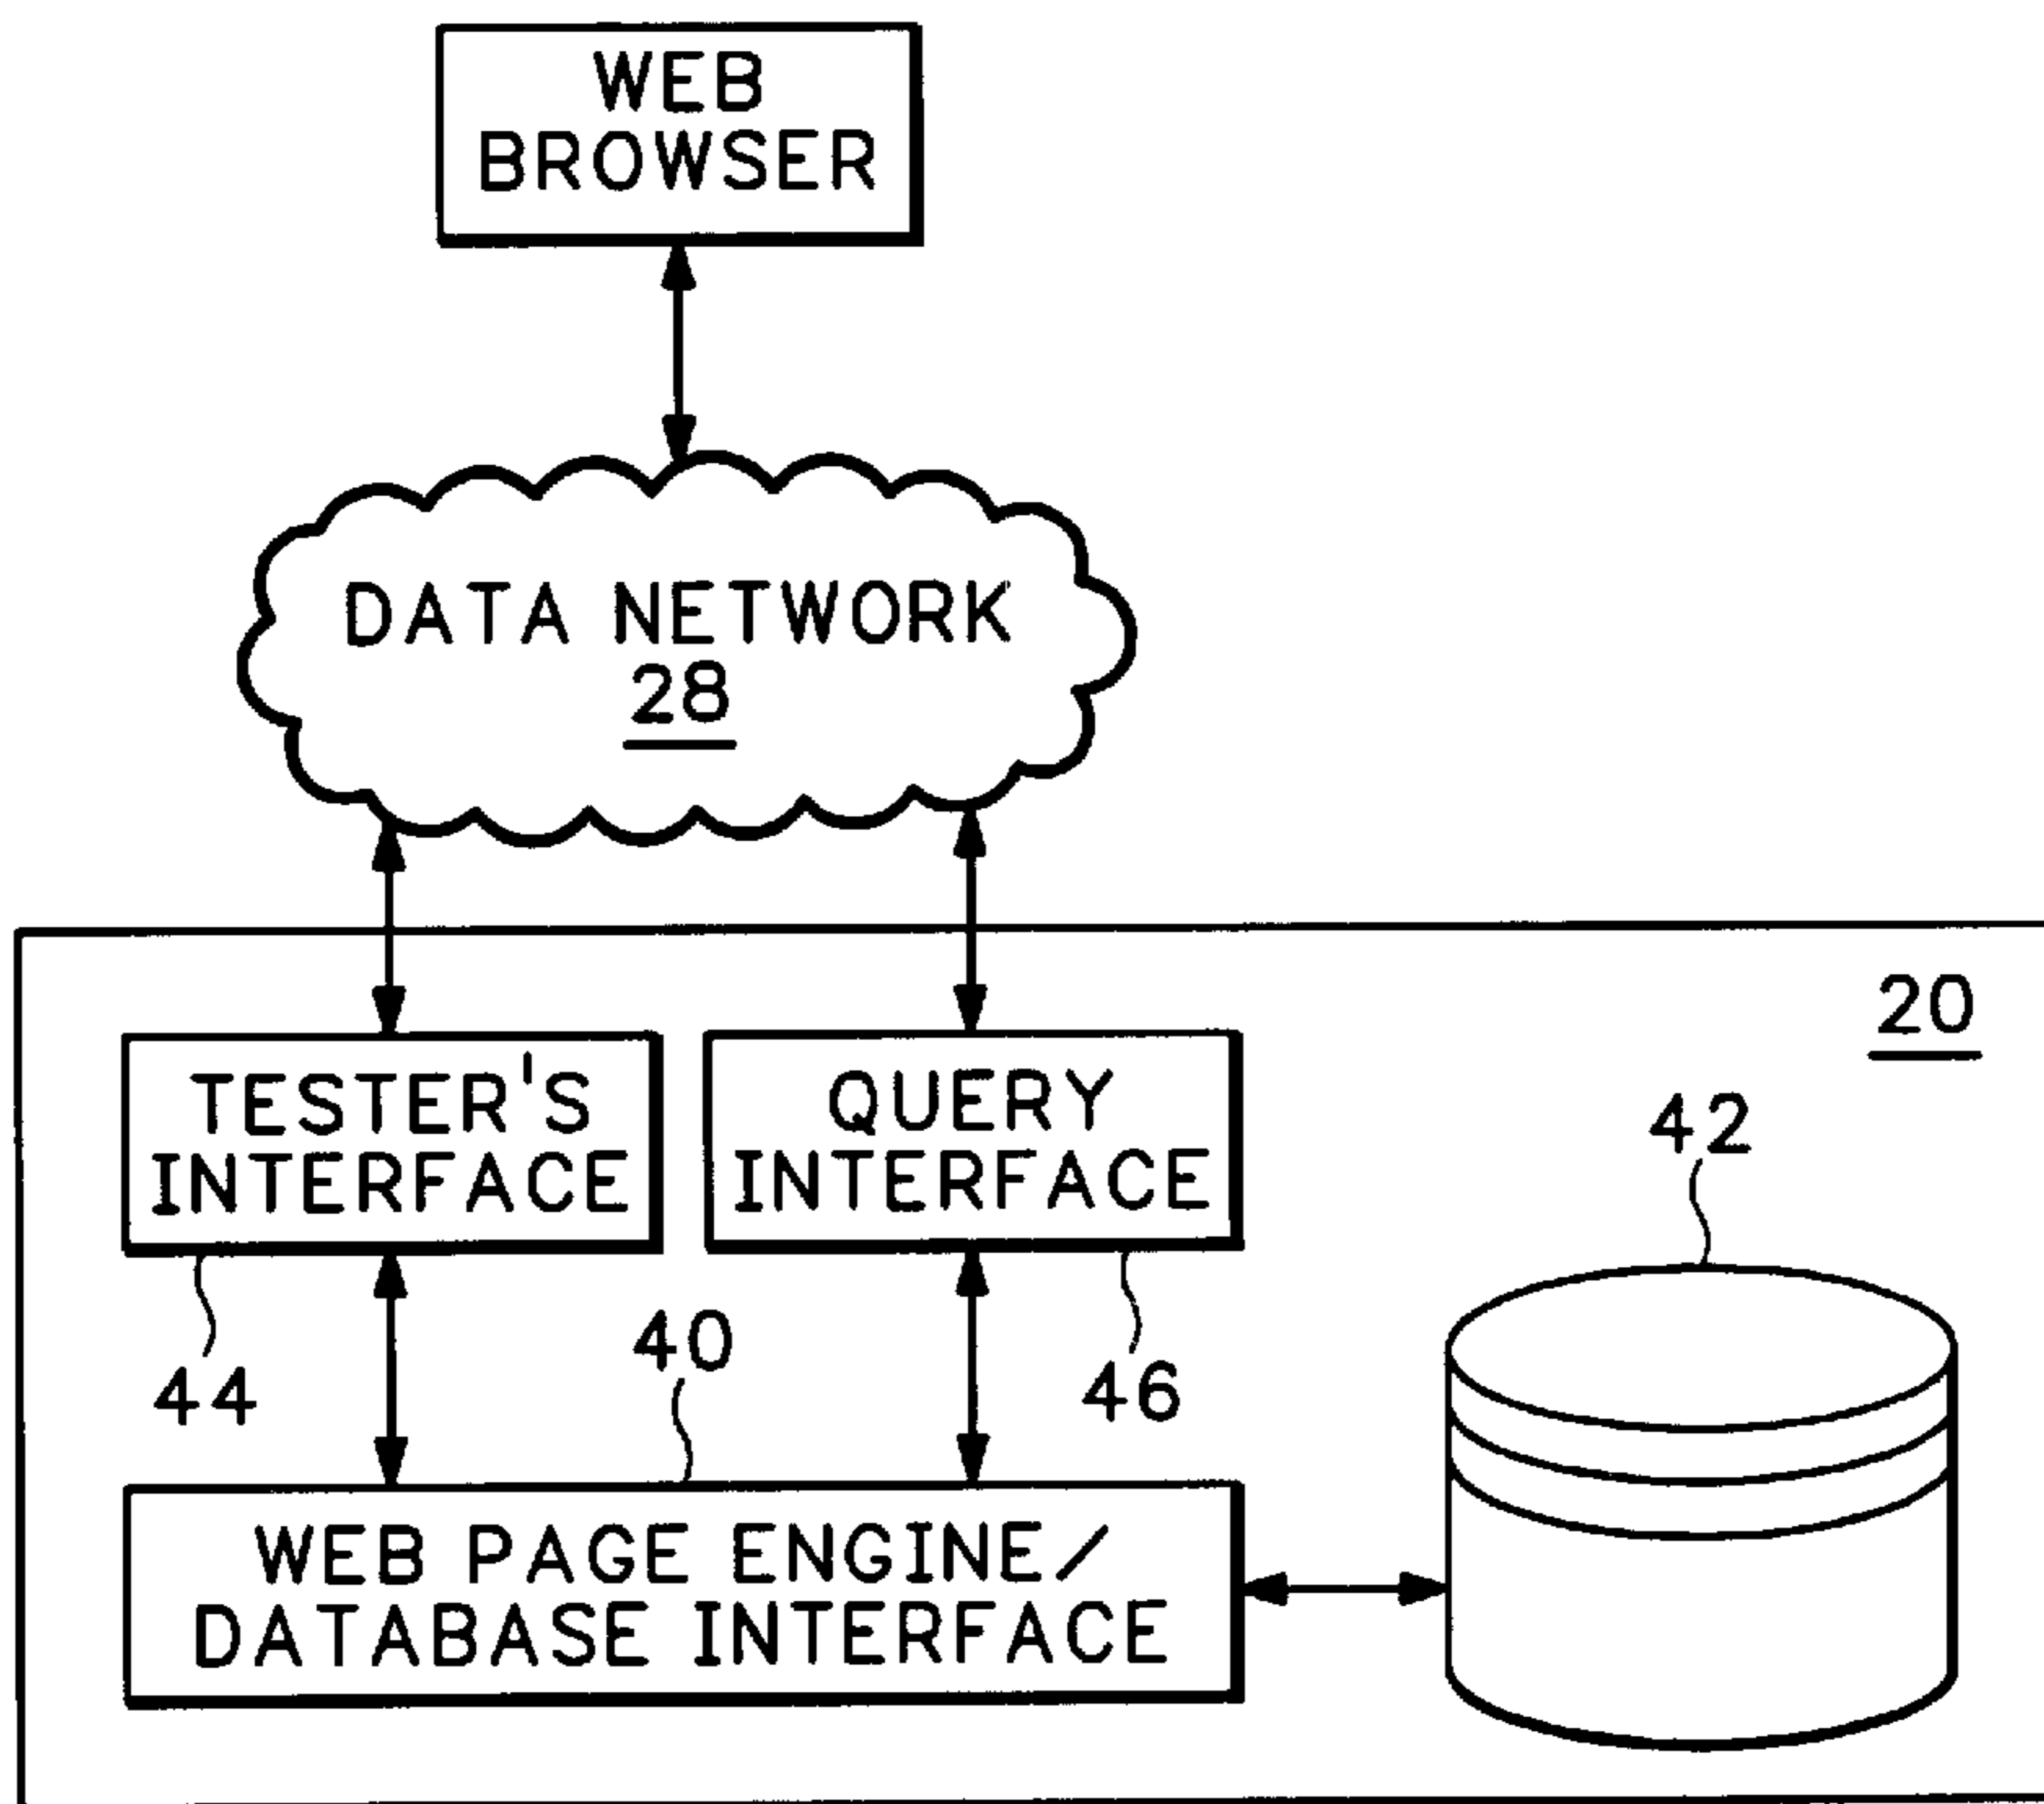 WEB
BROWSER
DATA NETWORK
28
20
TESTER'S
INTERFACE
QUERY
INTERFACE
42
44
40
46
WEB PAGE ENGINE/
DATABASE INTERFACE